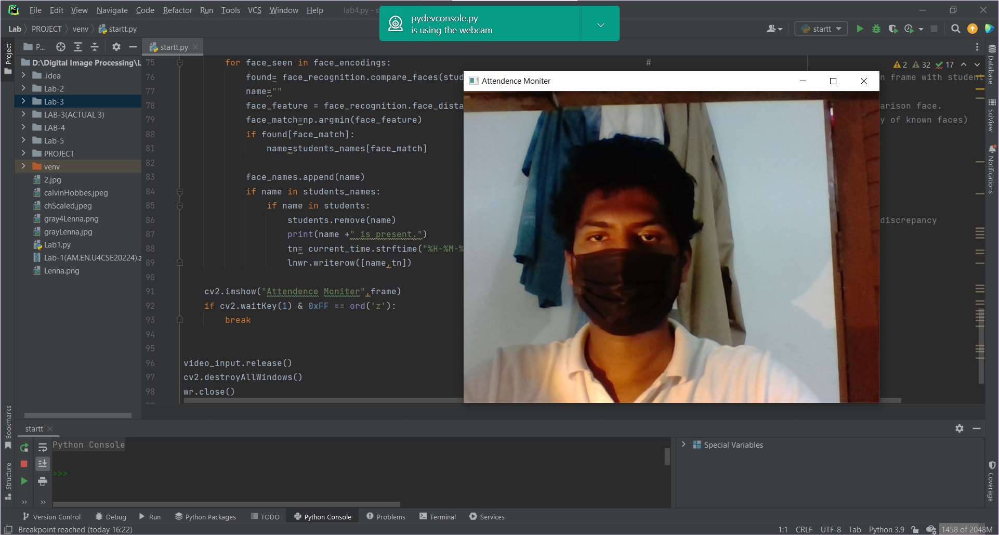 File Edit View Navigate Code Refactor Run Tools VCS Window Help lab4.py - startt.py
pydevconsole.py
is using the webcam
Lab PROJECT venv startt.py
startt
Project
P...
startt.py
D:\Digital Image Processing\L
.idea
Lab-2
Lab-3
LAB-3(ACTUAL 3)
LAB-4
Lab-5
PROJECT
venv
2.jpg
calvinHobbes.jpeg
chScaled.jpeg
gray4Lenna.png
grayLenna.jpg
Lab1.py
Lab-1(AM.EN.U4CSE20224).z
Lenna.png
2 32 17
75 for face_seen in face_encodings: #
76 found= face_recognition.compare_faces(stud n frame with student
77 name=""
78 face_feature = face_recognition.face_dista arison face.
79 face_match=np.argmin(face_feature) y of known faces)
80 if found[face_match]:
81 name=students_names[face_match]
82
83 face_names.append(name)
84 if name in students_names:
85 if name in students:
86 students.remove(name) discrepancy
87 print(name +" is present.")
88 tn= current_time.strftime("%H-%M-%
89 lnwr.writerow([name,tn])
90
91 cv2.imshow("Attendence Moniter",frame)
92 if cv2.waitKey(1) & 0xFF == ord('z'):
93 break
94
95
96 video_input.release()
97 cv2.destroyAllWindows()
98 wr.close()
Attendence Moniter
Database
SciView
Notifications
Coverage
Bookmarks
Structure
startt
Python Console
>>>
Special Variables
Version Control Debug Run Python Packages TODO Python Console Problems Terminal Services
Breakpoint reached (today 16:22) 1:1 CRLF UTF-8 Tab Python 3.9 1458 of 2048M